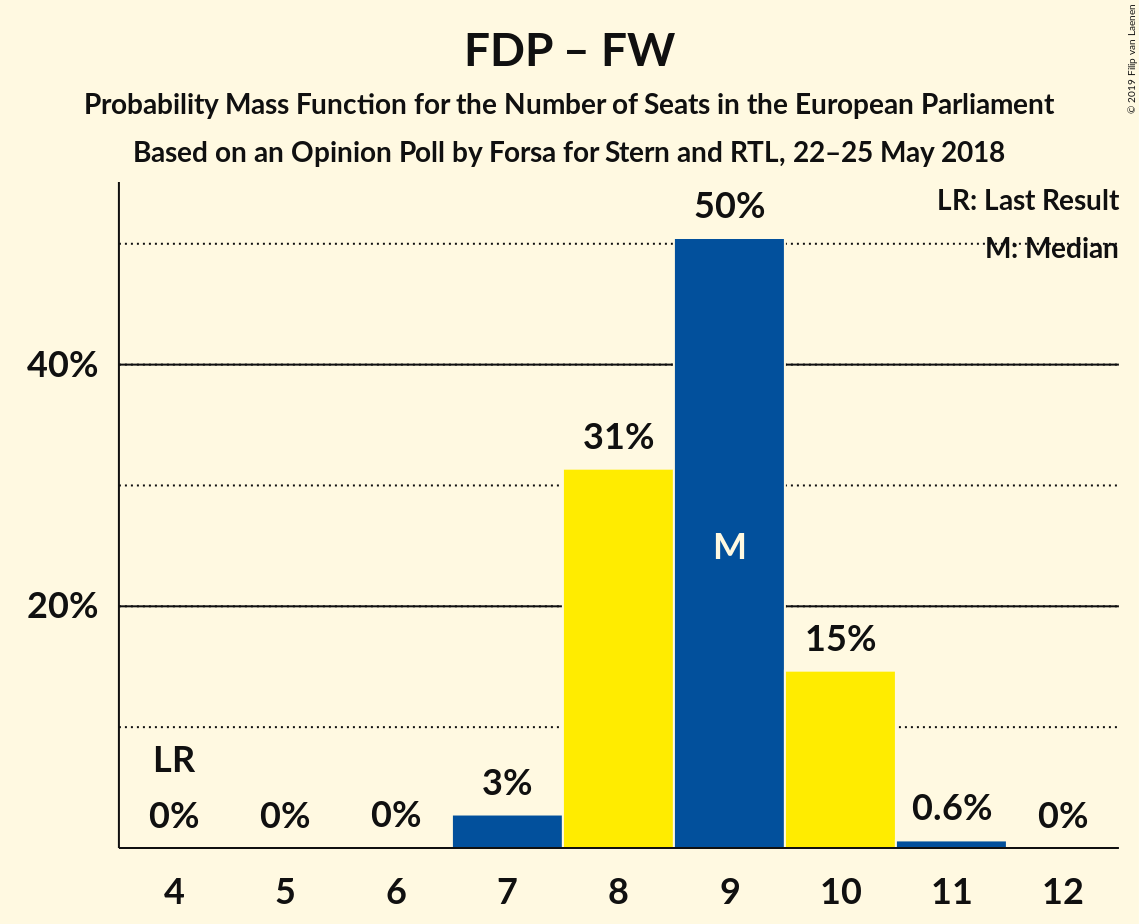 FDP – FW
Probability Mass Function for the Number of Seats in the European Parliament
Based on an Opinion Poll by Forsa for Stern and RTL, 22–25 May 2018
© 2019 Filip van Laenen
LR: Last Result
M: Median
50%
40%
31%
M
20%
15%
LR
0%
0%
0%
3%
0.6%
0%
4 5 6 7 8 9 10 11 12